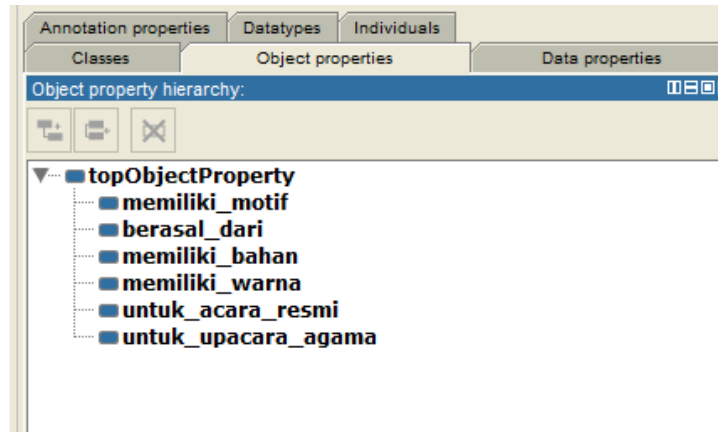 Annotation properties Datatypes Individuals
Classes Object properties Data properties
Object property hierarchy:
topObjectProperty
memiliki_motif
berasal_dari
memiliki_bahan
memiliki_warna
untuk_acara_resmi
untuk_upacara_agama